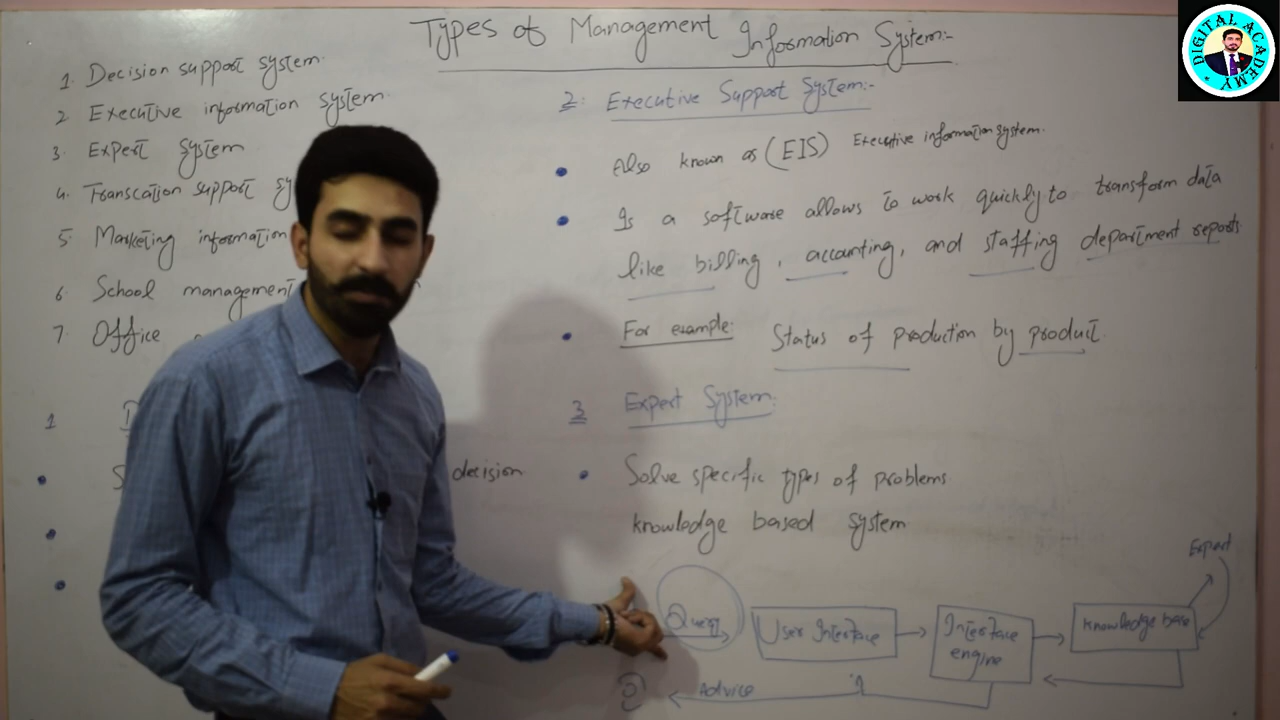 Types of Management Information System:-
1. Decision support system
2 Executive information system
3. Expert system
4. Transcation support sy
5. Marketing information
6. School management
7. Office
1
decision
2. Executive Support System:-
• Also known as (EIS) Executive information system.
• Is a software allows to work quickly to transform data
like billing, accounting, and staffing department reports
• For example: Status of production by product.
3 Expert System:
• Solve specific types of problems
knowledge based system
Expert
Query
User Interface
Interface
engine
Knowledge base
Advice
DIGITAL ACADEMY